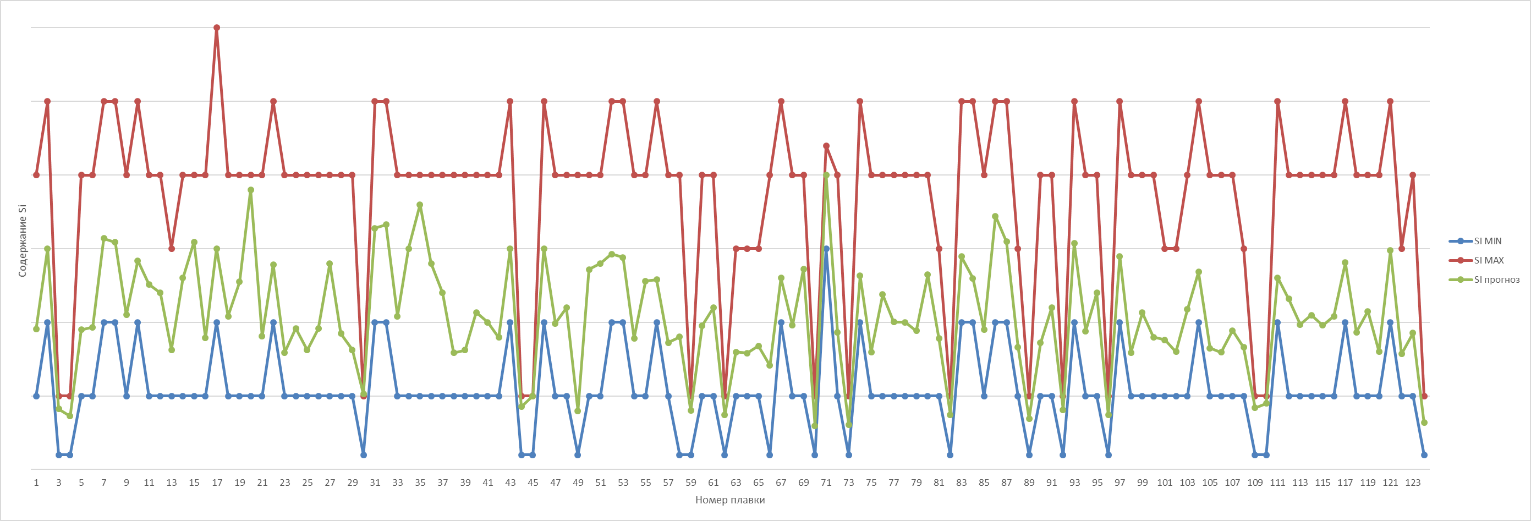 Содержание Si
SI MIN
SI MAX
SI прогноз
1 3 5 7 9 11 13 15 17 19 21 23 25 27 29 31 33 35 37 39 41 43 45 47 49 51 53 55 57 59 61 63 65 67 69 71 73 75 77 79 81 83 85 87 89 91 93 95 97 99 101 103 105 107 109 111 113 115 117 119 121 123
Номер плавки